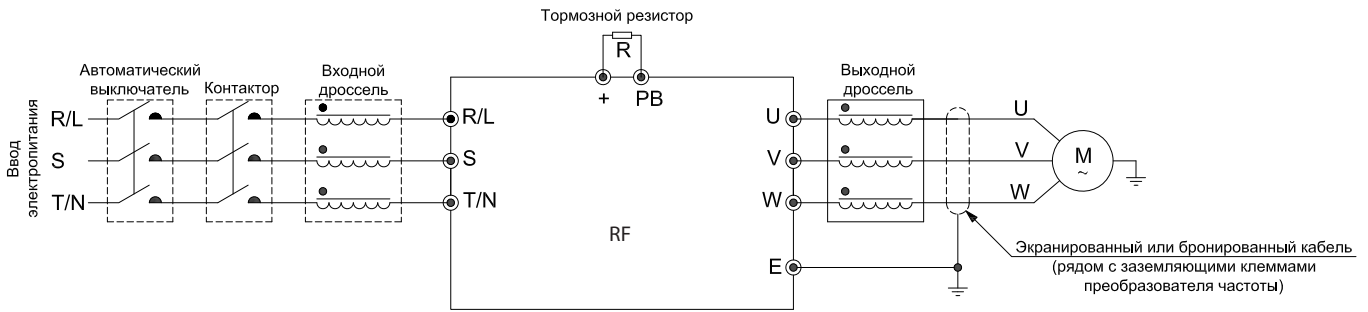 Тормозной резистор
R
+ PB
Автоматический
выключатель
Контактор
Входной
дроссель
Выходной
дроссель
Ввод
электропитания
R/L
S
T/N
R/L
S
T/N
RF
U
V
W
E
U
V
W
M
~
Экранированный или бронированный кабель
(рядом с заземляющими клеммами
преобразователя частоты)